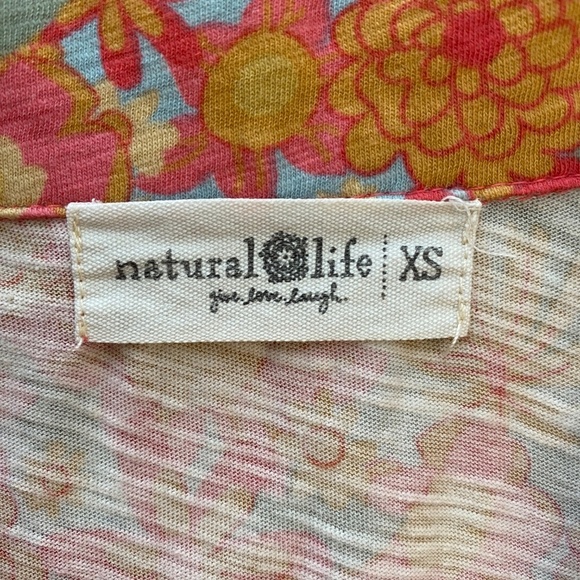 natural life XS
give. love. laugh.